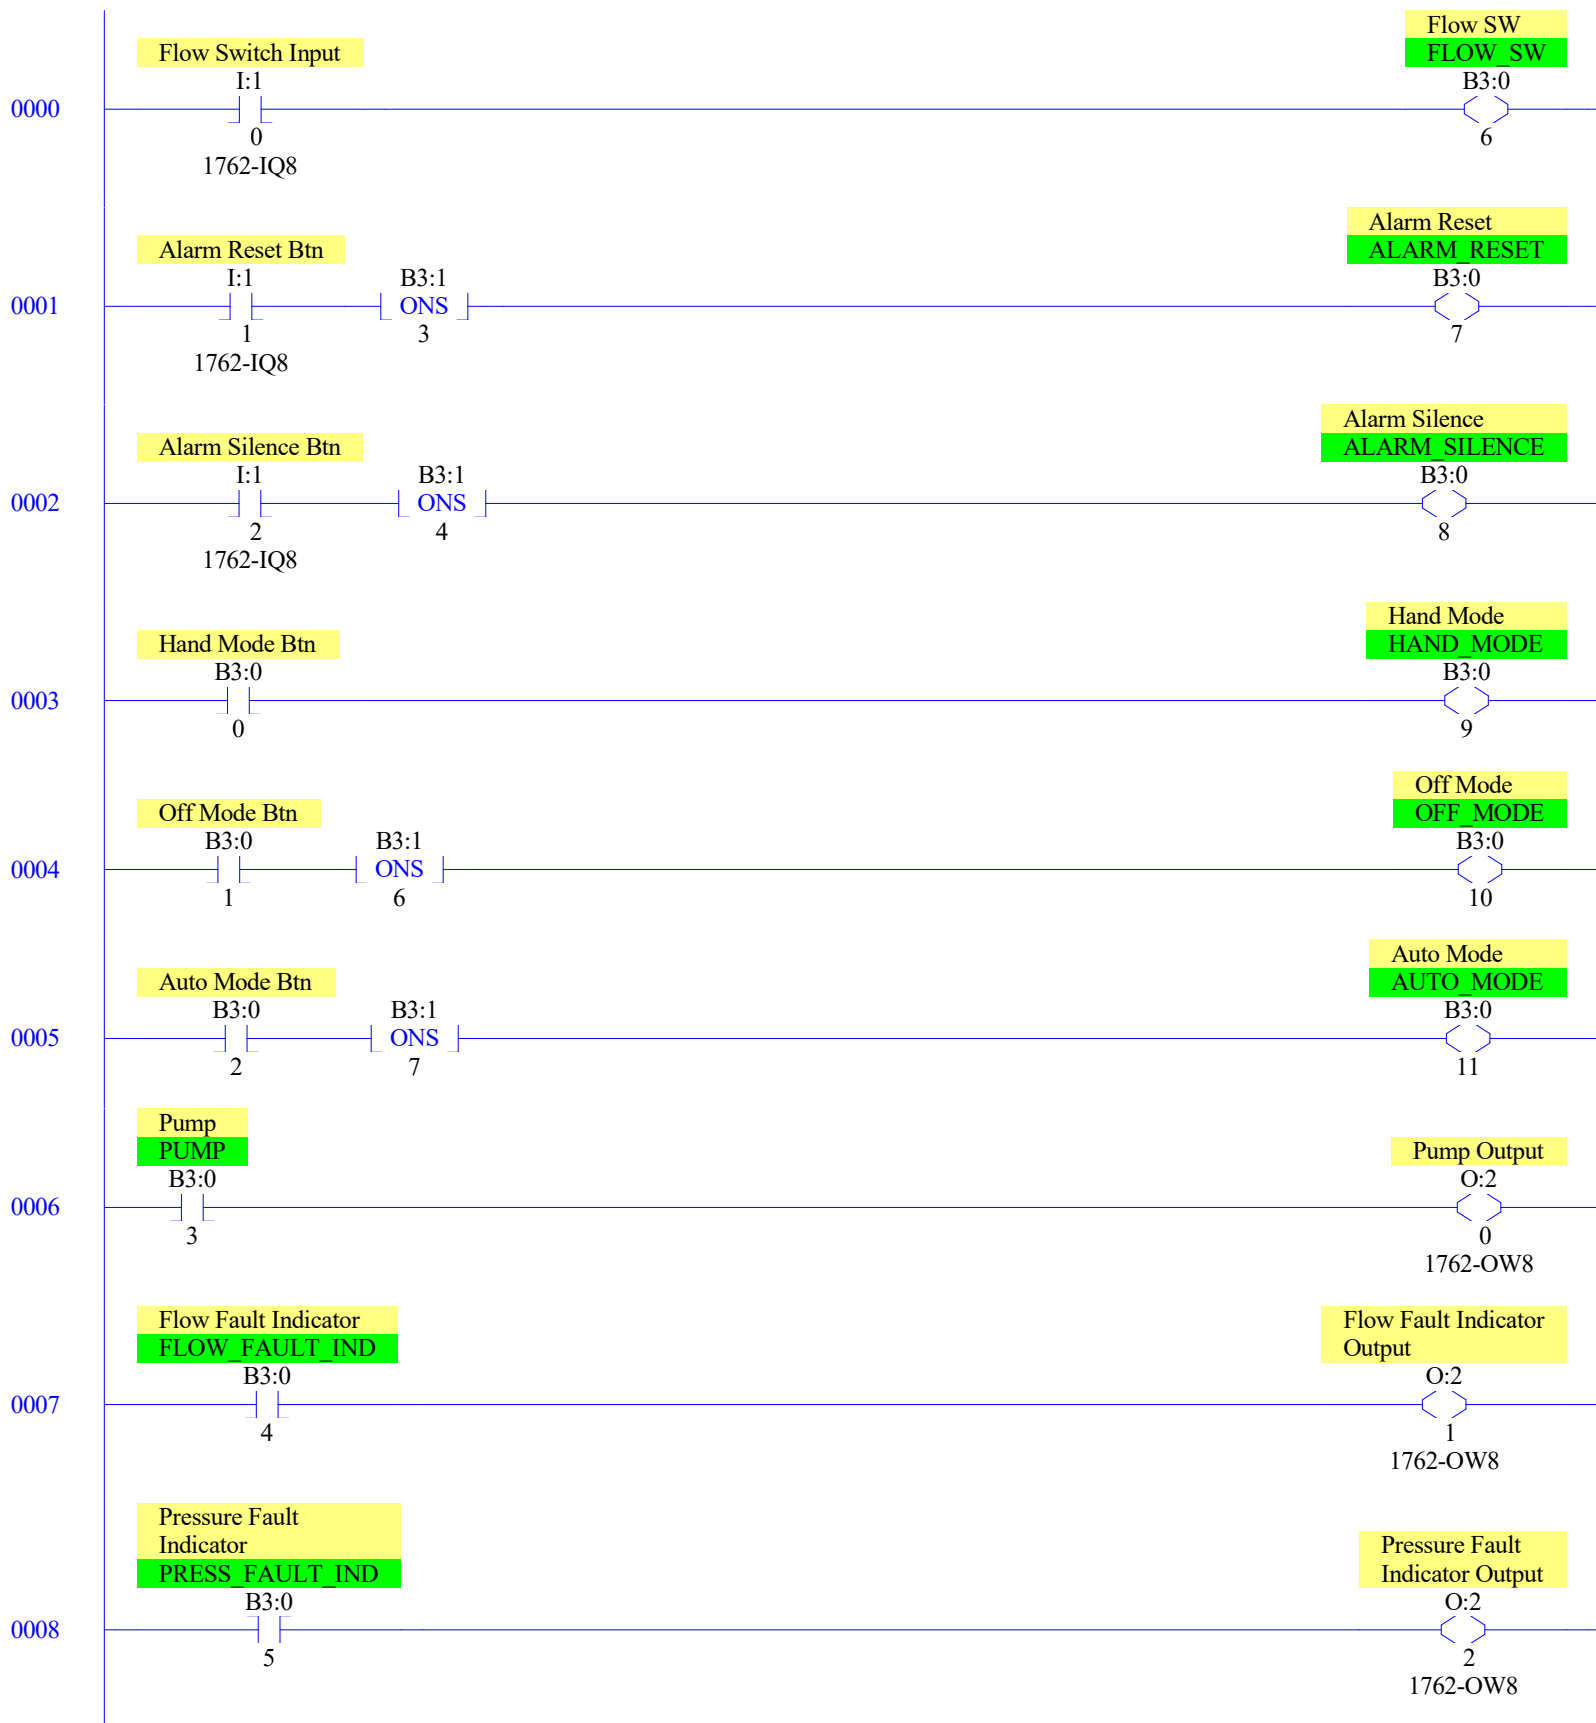 Flow Switch Input
I:1
0
1762-IQ8
Flow SW
FLOW_SW
B3:0
6
0000
Alarm Reset Btn
I:1
1
1762-IQ8
B3:1
ONS
3
Alarm Reset
ALARM_RESET
B3:0
7
0001
Alarm Silence Btn
I:1
2
1762-IQ8
B3:1
ONS
4
Alarm Silence
ALARM_SILENCE
B3:0
8
0002
Hand Mode Btn
B3:0
0
Hand Mode
HAND_MODE
B3:0
9
0003
Off Mode Btn
B3:0
1
B3:1
ONS
6
Off Mode
OFF_MODE
B3:0
10
0004
Auto Mode Btn
B3:0
2
B3:1
ONS
7
Auto Mode
AUTO_MODE
B3:0
11
0005
Pump
PUMP
B3:0
3
Pump Output
O:2
0
1762-OW8
0006
Flow Fault Indicator
FLOW_FAULT_IND
B3:0
4
Flow Fault Indicator
Output
O:2
1
1762-OW8
0007
Pressure Fault
Indicator
PRESS_FAULT_IND
B3:0
5
Pressure Fault
Indicator Output
O:2
2
1762-OW8
0008